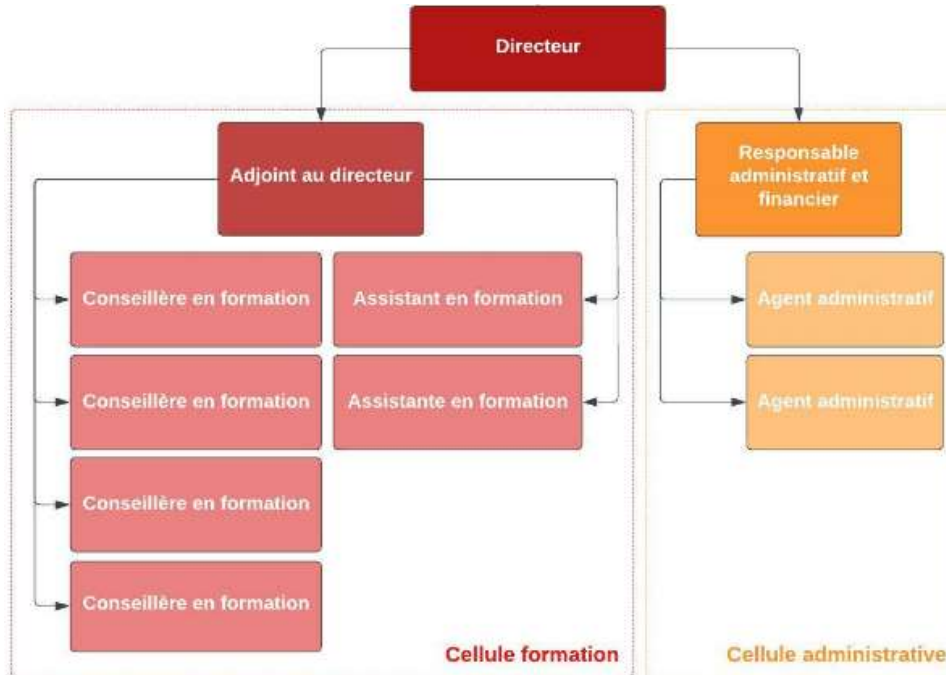 Directeur
Adjoint au directeur
Responsable
administratif et
financier
Conseillère en formation
Assistant en formation
Agent administratif
Conseillère en formation
Assistante en formation
Agent administratif
Conseillère en formation
Conseillère en formation
Cellule formation
Cellule administrative